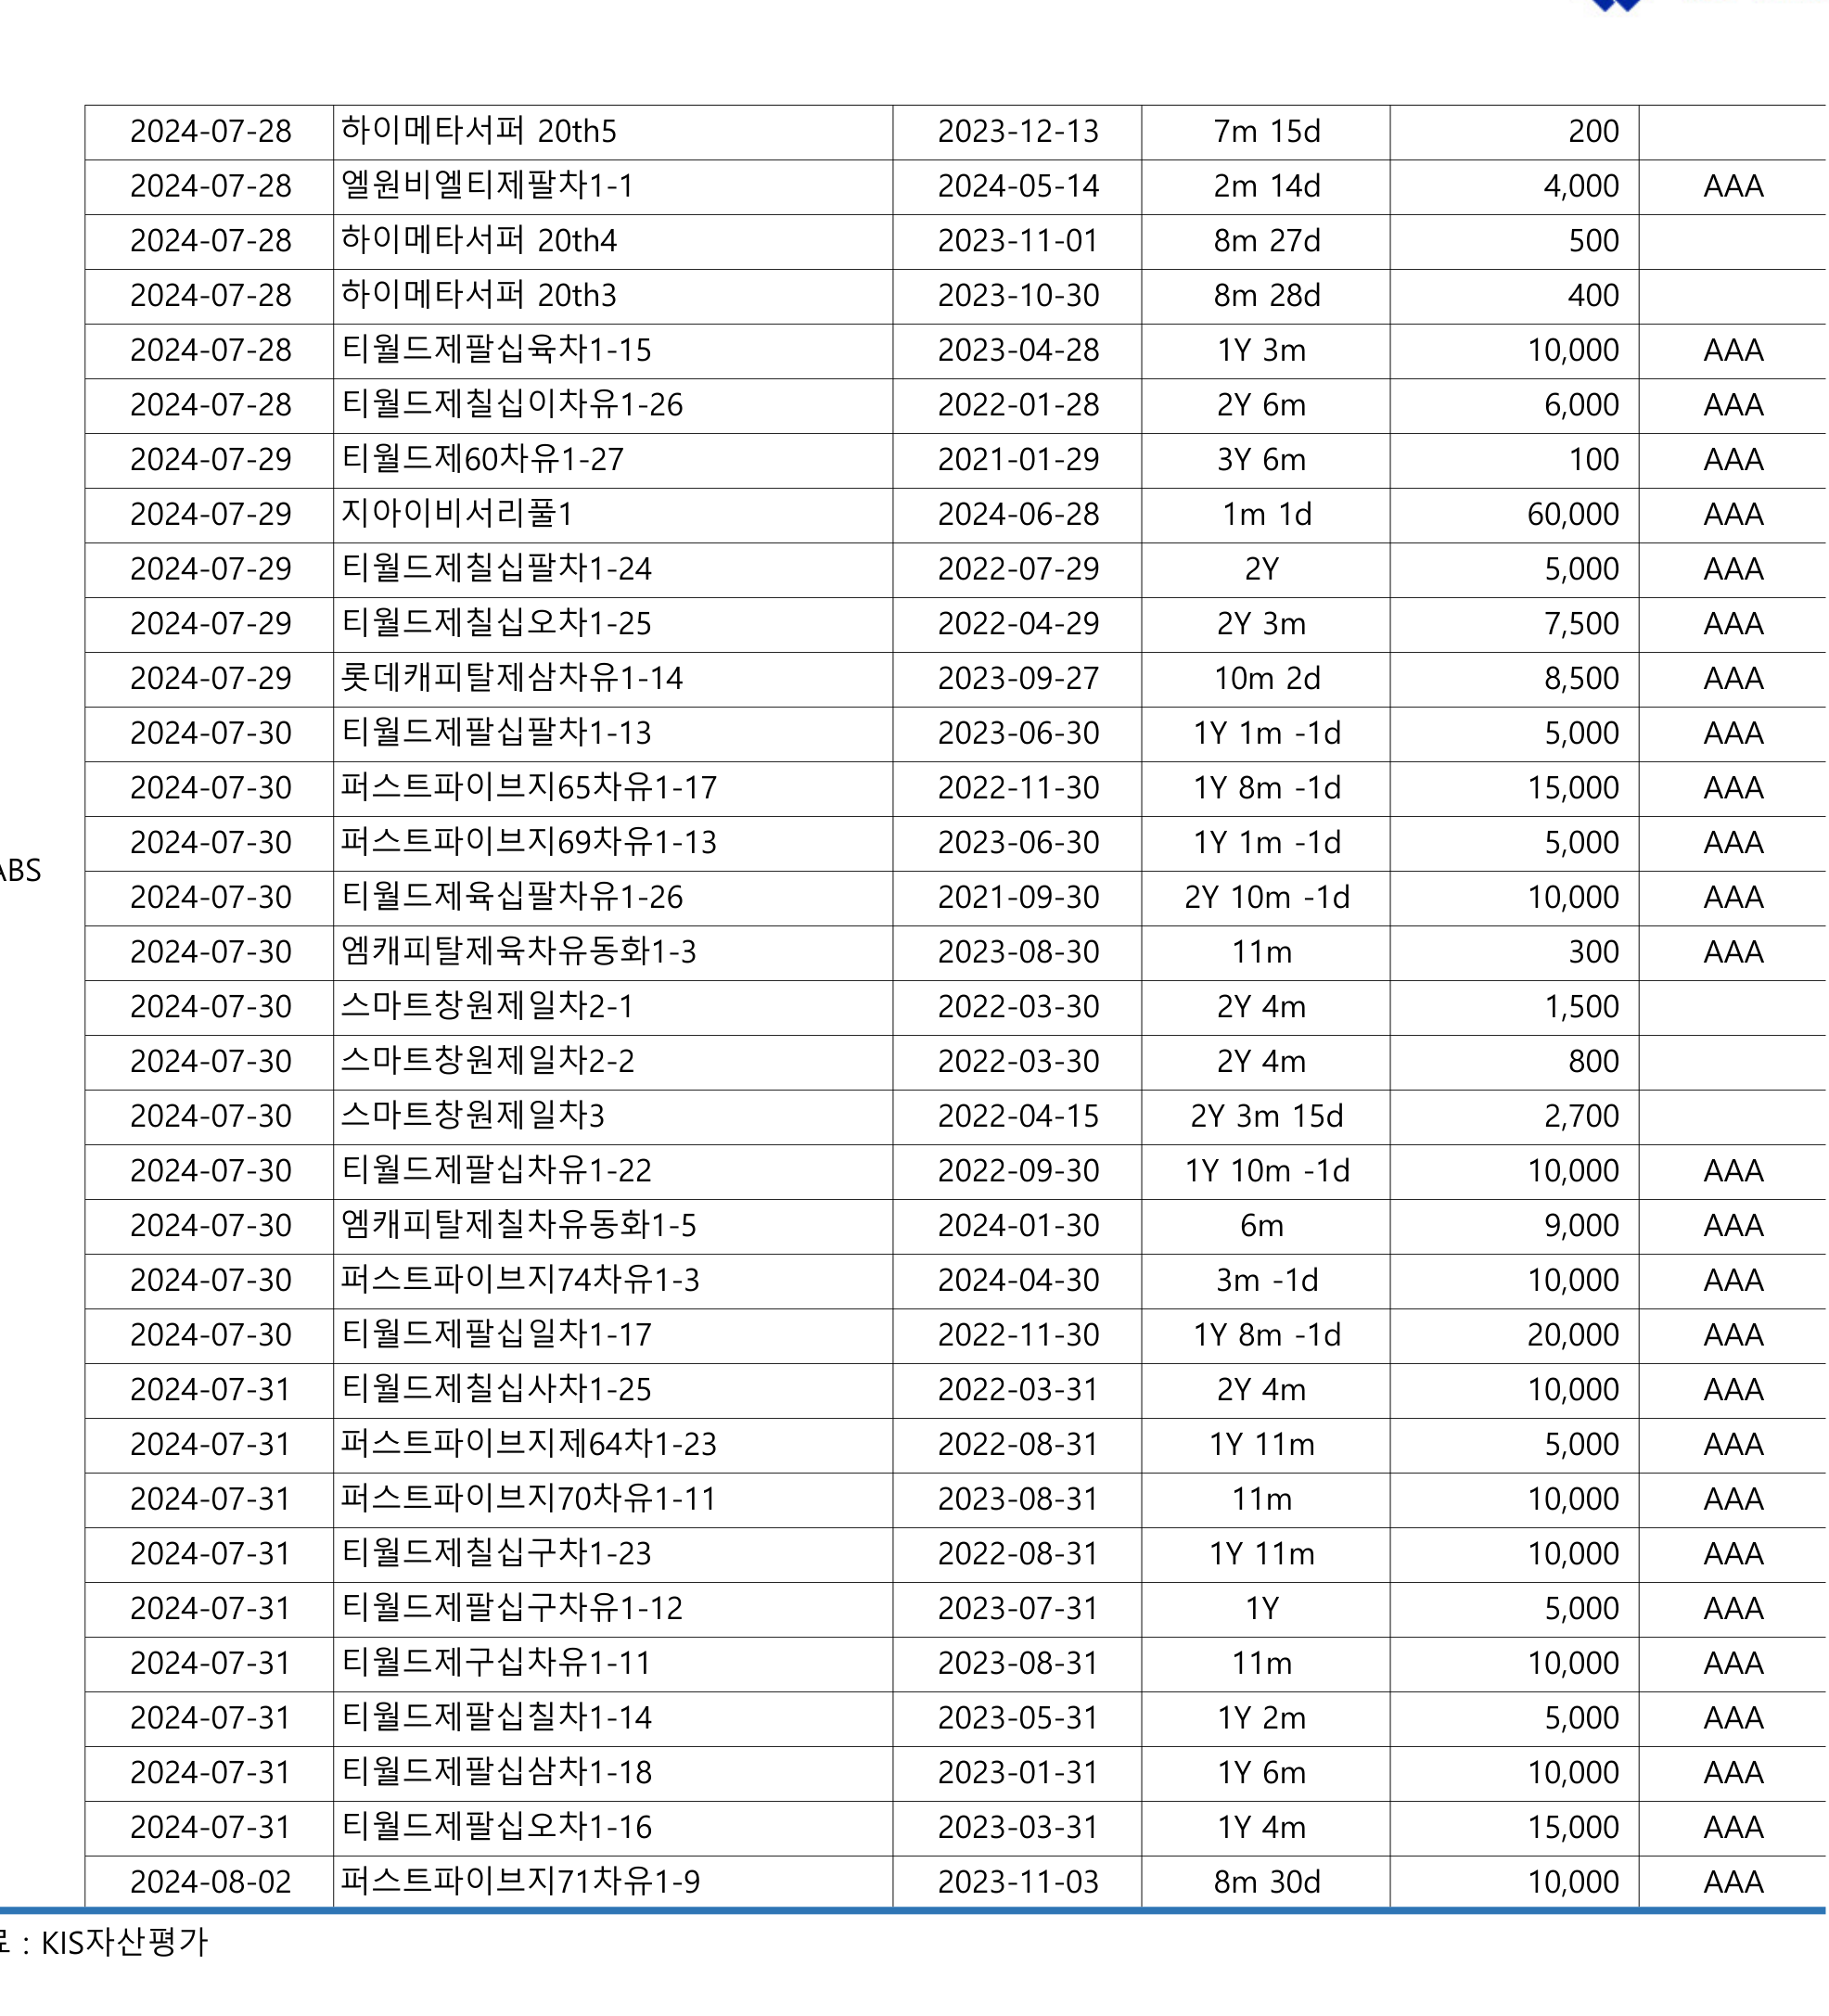 2024-07-28 하이메타서퍼 20th5 2023-12-13 7m 15d 200
2024-07-28 엘원비엘티제팔차1-1 2024-05-14 2m 14d 4,000 AAA
2024-07-28 하이메타서퍼 20th4 2023-11-01 8m 27d 500
2024-07-28 하이메타서퍼 20th3 2023-10-30 8m 28d 400
2024-07-28 티월드제팔십육차1-15 2023-04-28 1Y 3m 10,000 AAA
2024-07-28 티월드제칠십이차유1-26 2022-01-28 2Y 6m 6,000 AAA
2024-07-29 티월드제60차유1-27 2021-01-29 3Y 6m 100 AAA
2024-07-29 지아이비서리풀1 2024-06-28 1m 1d 60,000 AAA
2024-07-29 티월드제칠십팔차1-24 2022-07-29 2Y 5,000 AAA
2024-07-29 티월드제칠십오차1-25 2022-04-29 2Y 3m 7,500 AAA
2024-07-29 롯데캐피탈제삼차유1-14 2023-09-27 10m 2d 8,500 AAA
2024-07-30 티월드제팔십팔차1-13 2023-06-30 1Y 1m -1d 5,000 AAA
2024-07-30 퍼스트파이브지65차유1-17 2022-11-30 1Y 8m -1d 15,000 AAA
2024-07-30 퍼스트파이브지69차유1-13 2023-06-30 1Y 1m -1d 5,000 AAA
ABS
2024-07-30 티월드제육십팔차유1-26 2021-09-30 2Y 10m -1d 10,000 AAA
2024-07-30 엠캐피탈제육차유동화1-3 2023-08-30 11m 300 AAA
2024-07-30 스마트창원제일차2-1 2022-03-30 2Y 4m 1,500
2024-07-30 스마트창원제일차2-2 2022-03-30 2Y 4m 800
2024-07-30 스마트창원제일차3 2022-04-15 2Y 3m 15d 2,700
2024-07-30 티월드제팔십차유1-22 2022-09-30 1Y 10m -1d 10,000 AAA
2024-07-30 엠캐피탈제칠차유동화1-5 2024-01-30 6m 9,000 AAA
2024-07-30 퍼스트파이브지74차유1-3 2024-04-30 3m -1d 10,000 AAA
2024-07-30 티월드제팔십일차1-17 2022-11-30 1Y 8m -1d 20,000 AAA
2024-07-31 티월드제칠십사차1-25 2022-03-31 2Y 4m 10,000 AAA
2024-07-31 퍼스트파이브지제64차1-23 2022-08-31 1Y 11m 5,000 AAA
2024-07-31 퍼스트파이브지70차유1-11 2023-08-31 11m 10,000 AAA
2024-07-31 티월드제칠십구차1-23 2022-08-31 1Y 11m 10,000 AAA
2024-07-31 티월드제팔십구차유1-12 2023-07-31 1Y 5,000 AAA
2024-07-31 티월드제구십차유1-11 2023-08-31 11m 10,000 AAA
2024-07-31 티월드제팔십칠차1-14 2023-05-31 1Y 2m 5,000 AAA
2024-07-31 티월드제팔십삼차1-18 2023-01-31 1Y 6m 10,000 AAA
2024-07-31 티월드제팔십오차1-16 2023-03-31 1Y 4m 15,000 AAA
2024-08-02 퍼스트파이브지71차유1-9 2023-11-03 8m 30d 10,000 AAA
료 : KIS자산평가